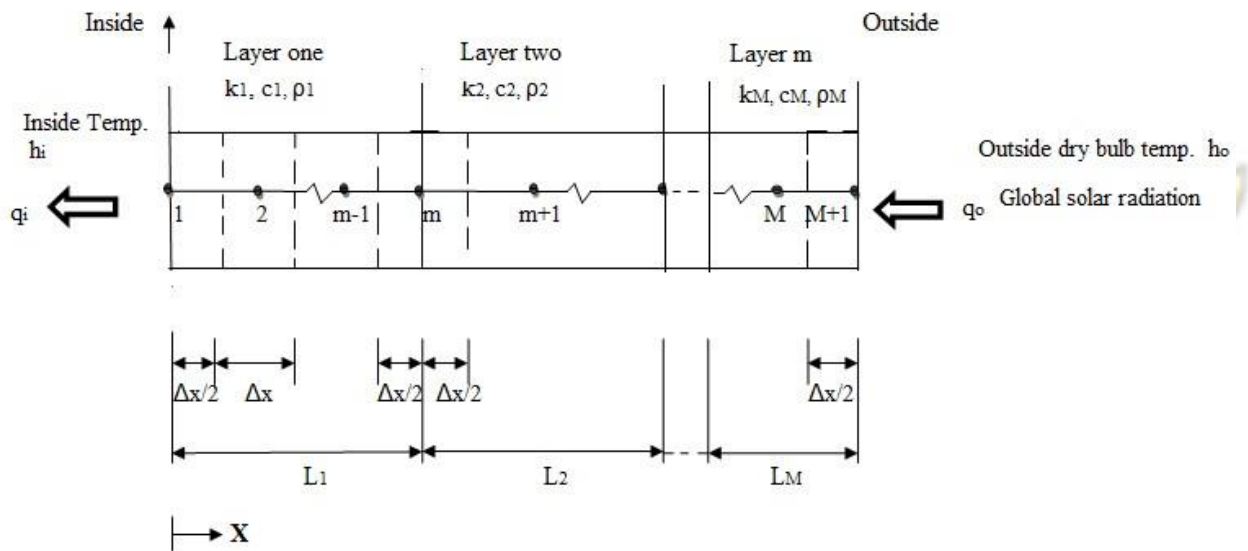 Inside
Outside
Layer one
k1, c1, ρ1
Layer two
k2, c2, ρ2
Layer m
kM, cM, ρM
Inside Temp.
hi
Outside dry bulb temp. ho
qi
1
2
m-1
m
m+1
M
M+1
qo
Global solar radiation
Δx/2
Δx
Δx/2
Δx/2
Δx/2
L1
L2
LM
X